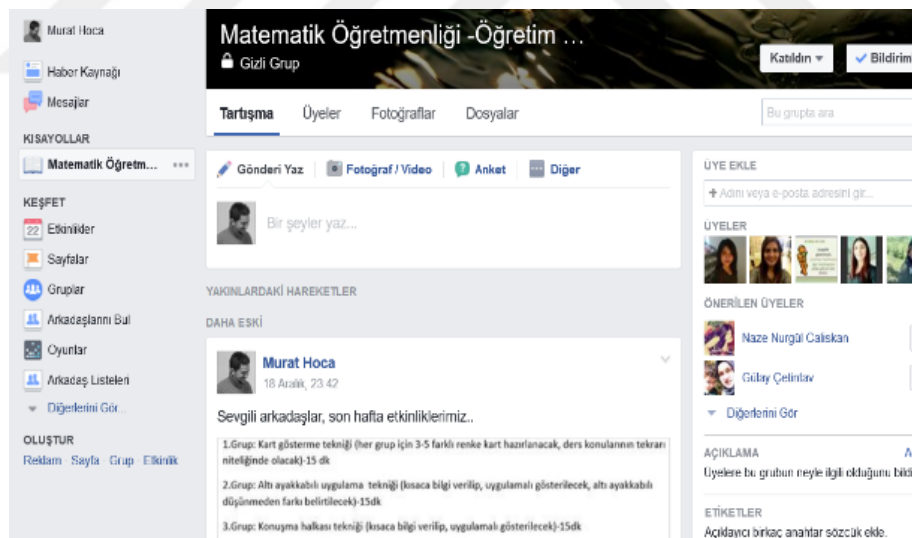 Murat Hoca
Haber Kaynağı
Mesajlar
KISAYOLLAR
Matematik Öğretm... •••
KEŞFET
22 Etkinlikler
Sayfalar
Gruplar
Arkadaşlarını Bul
Oyunlar
Arkadaş Listeleri
Diğerlerini Gör...
OLUŞTUR
Reklam Sayfa Grup Etkinlik
Matematik Öğretmenliği -Öğretim ...
Gizli Grup
Katıldın
Bildirim
Tartışma Üyeler Fotoğraflar Dosyalar
Bu grupta ara
Gönderi Yaz Fotoğraf / Video Anket Diğer
Bir şeyler yaz...
YAKINLARDAKİ HAREKETLER
DAHA ESKİ
Murat Hoca
18 Aralık, 23:42
Sevgili arkadaşlar, son hafta etkinliklerimiz..
1.Grup: Kart gösterme tekniği (her grup için 3-5 farklı renke kart hazırlanacak, ders konularının tekrarı
niteliğinde olacak)-15 dk
2.Grup: Altı ayakkabılı uygulama tekniği (kısaca bilgi verilip, uygulamalı gösterilecek, altı ayakkabılı
düşünmeden farkı belirtilecek)-15dk
3.Grup: Konuşma halkası tekniği (kısaca bilgi verilip, uygulamalı gösterilecek)-15dk
ÜYE EKLE
+ Adını veya e-posta adresini gir...
ÜYELER
ÖNERİLEN ÜYELER
Naze Nurgül Caliskan
Gülay Çetintav
Diğerlerini Gör
AÇIKLAMA
Üyelere bu grubun neyle ilgili olduğunu bildi
ETİKETLER
Açıklayıcı birkaç anahtar sözcük ekle.